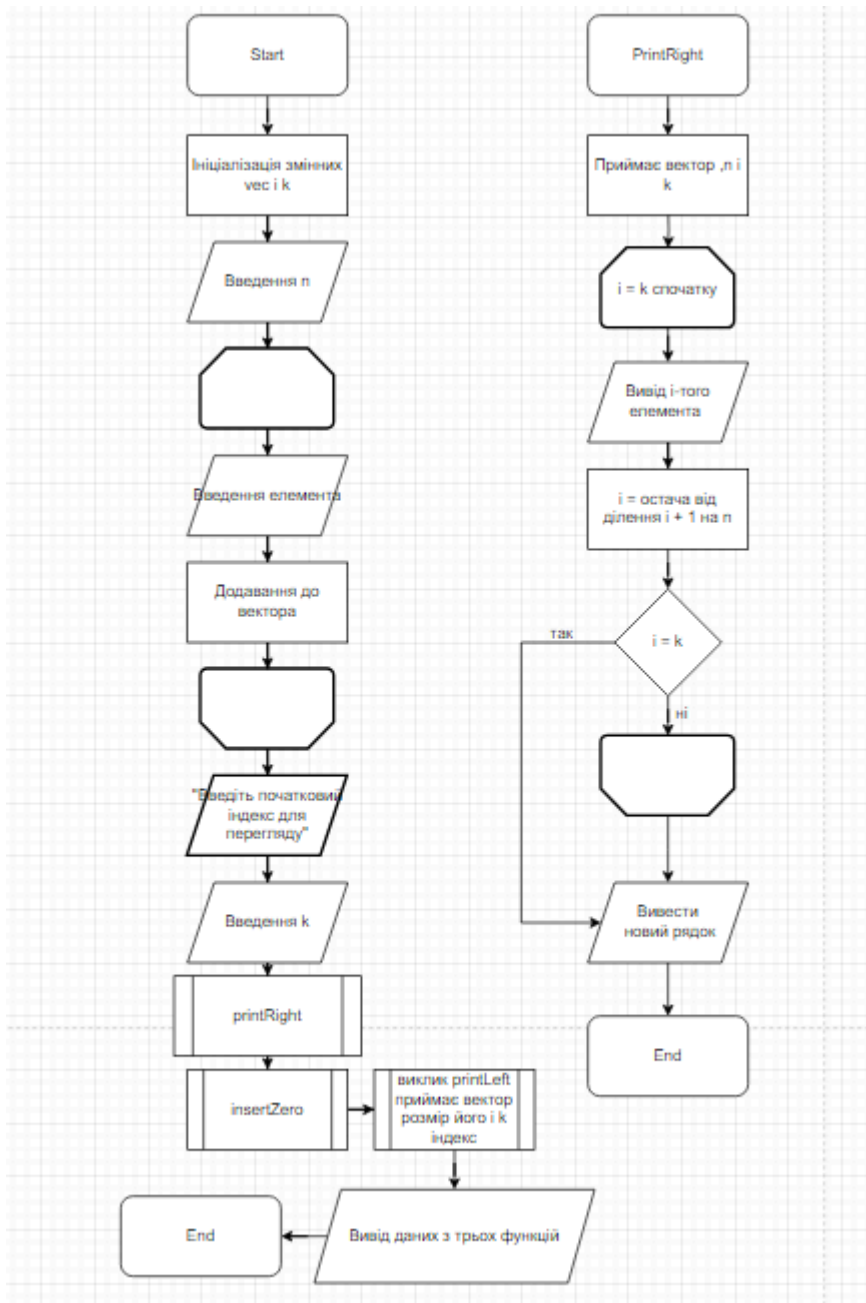 Start
Ініціалізація змінних
vec і k
Введення n
Введення елемента
Додавання до
вектора
"Введіть початковий
індекс для
перегляду"
Введення k
printRight
insertZero
виклик printLeft
приймає вектор
розмір його і k
індекс
Вивід даних з трьох функцій
End
PrintRight
Приймає вектор ,n і
k
i = k спочатку
Вивід і-того
елемента
i = остача від
ділення i + 1 на n
i = k
так
ні
Вивести
новий рядок
End